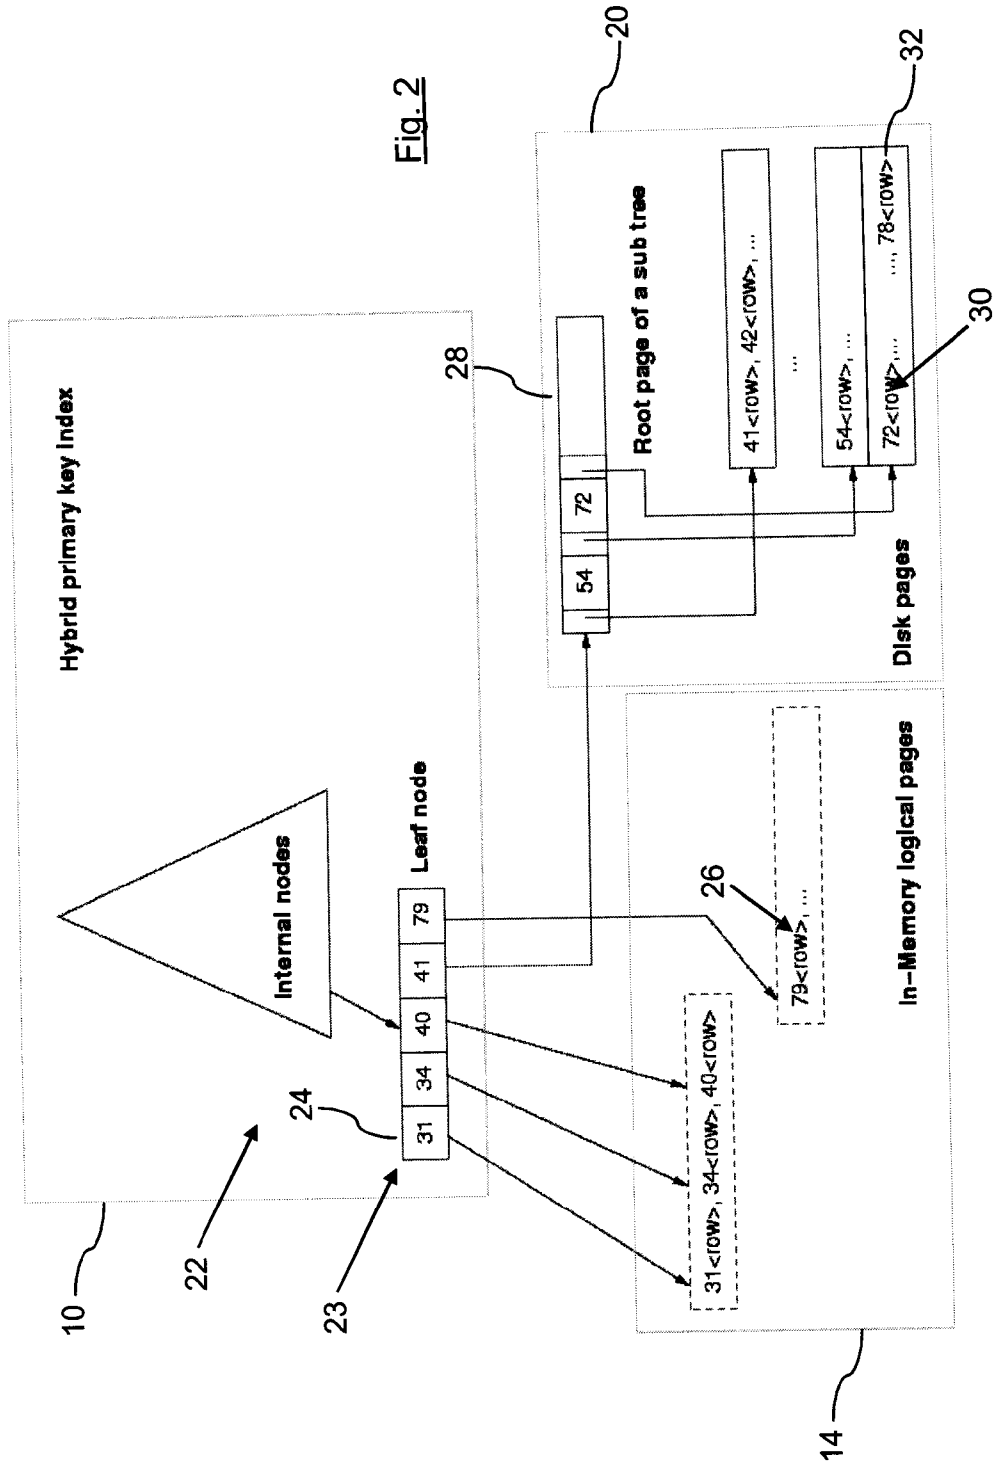 Fig. 2
10
Hybrid primary key index
22
Internal nodes
23
24
Leaf node
31
34
40
41
79
28
20
54
72
Root page of a sub tree
41<row>, 42<row>, ...
...
54<row>, ...
72<row>,... ..., 78<row>
30
32
Disk pages
31<row>, 34<row>, 40<row>
26
79<row>, ...
In-Memory logical pages
14